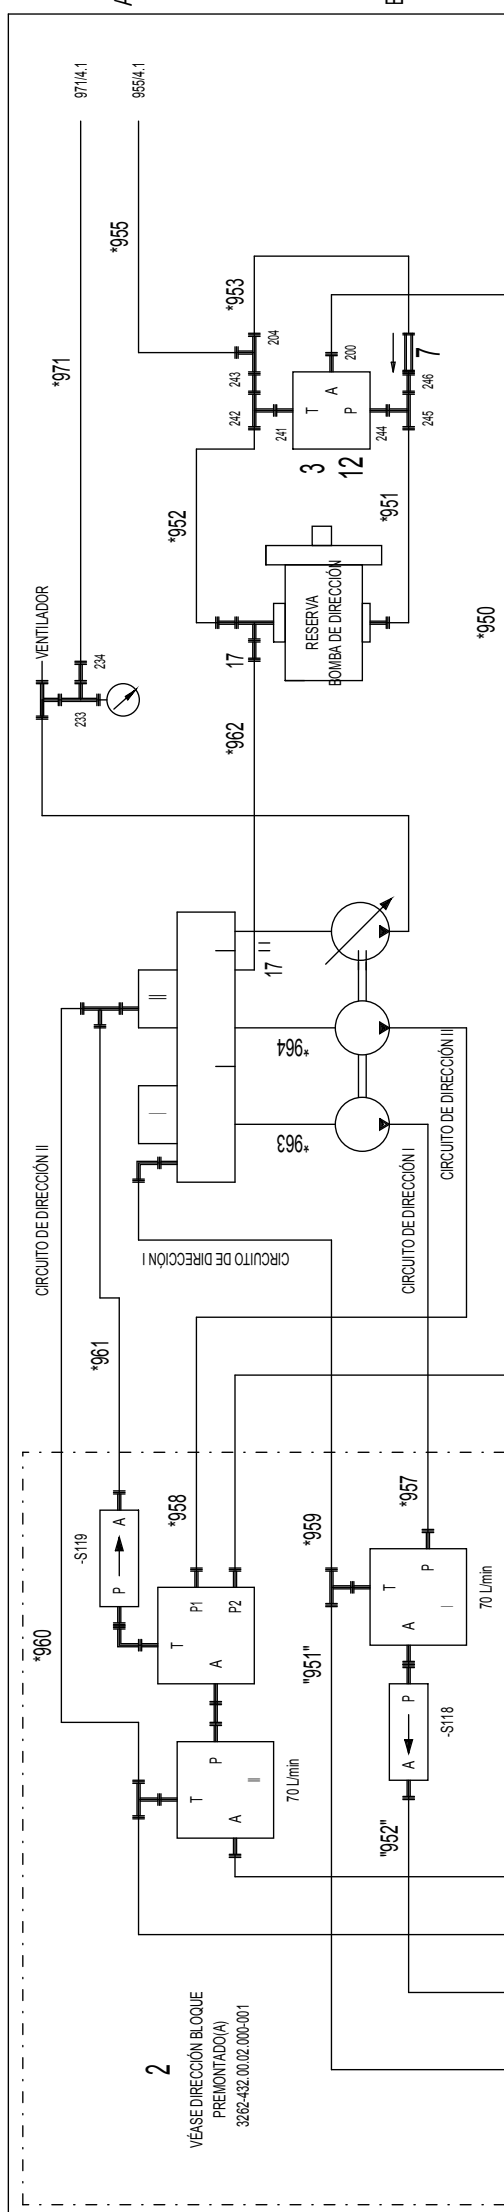 A
B
971/4.1
955/4.1
*971
*955
VENTILADOR
233
234
*953
204
243
242
241
T
A
P
200
3
12
244
245
246
7
*952
*951
*950
RESERVA
BOMBA DE DIRECCIÓN
17
*962
17
II
I
II
*964
*963
CIRCUITO DE DIRECCIÓN II
CIRCUITO DE DIRECCIÓN I
CIRCUITO DE DIRECCIÓN I
CIRCUITO DE DIRECCIÓN II
*961
*960
-S119
P
A
*958
T
P1
P2
A
T
P
A
II
70 L/min
*959
"951"
*957
T
P
A
I
70 L/min
P
A
-S118
"952"
2
VÉASE DIRECCIÓN BLOQUE
PREMONTADO(A)
3262-432.00.02.000-001